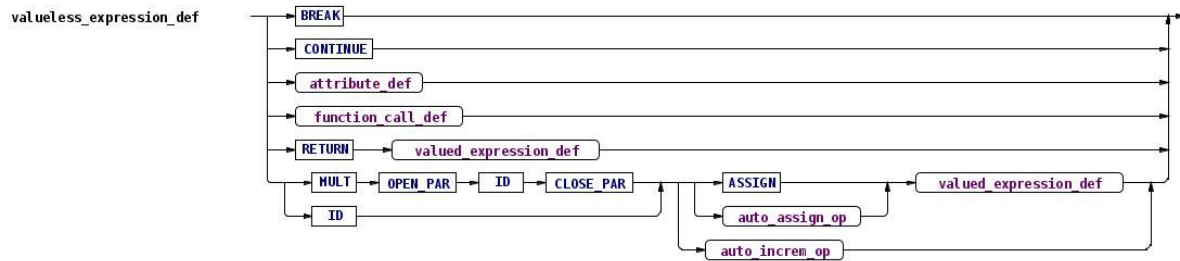 valueless_expression_def BREAK
CONTINUE
attribute_def
function_call_def
RETURN valued_expression_def
MULT OPEN_PAR ID CLOSE_PAR ASSIGN valued_expression_def
ID auto_assign_op
auto_increm_op